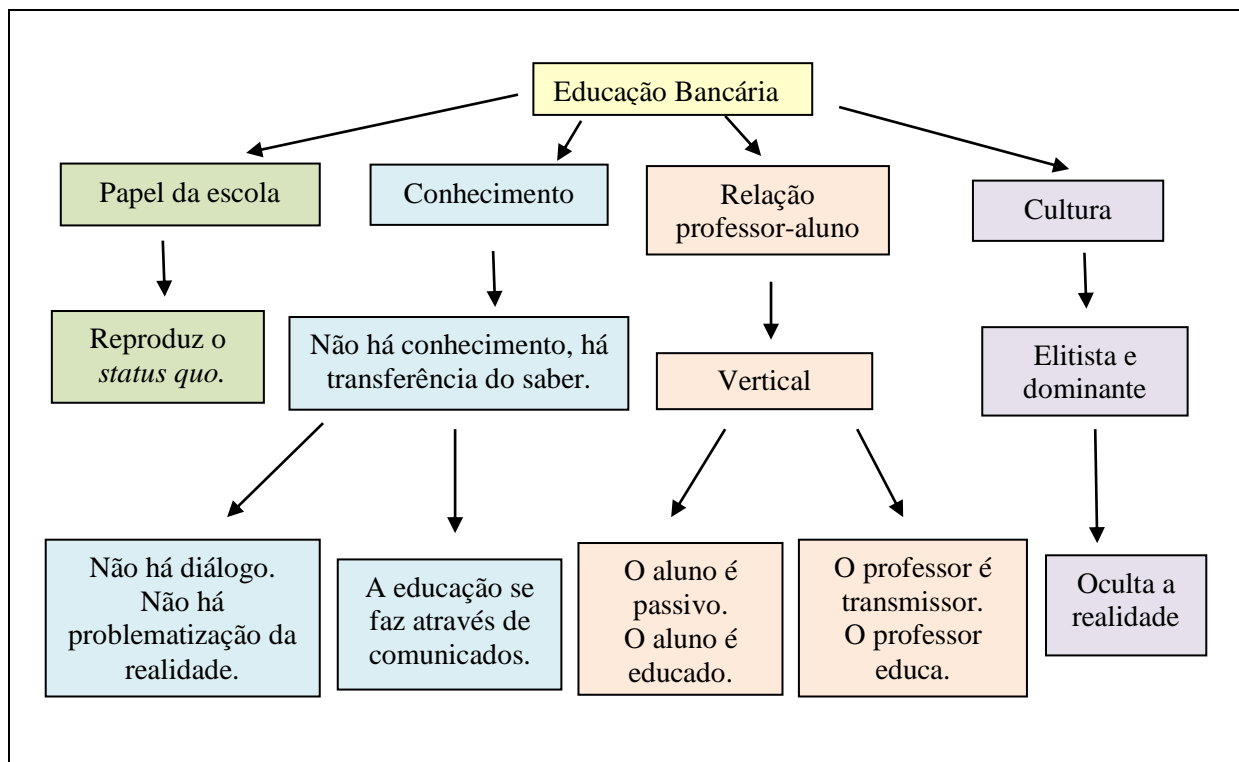 Educação Bancária
Papel da escola
Conhecimento
Relação
professor-aluno
Cultura
Reproduz o
status quo.
Não há conhecimento, há
transferência do saber.
Vertical
Elitista e
dominante
Não há diálogo.
Não há
problematização da
realidade.
A educação se
faz através de
comunicados.
O aluno é
passivo.
O aluno é
educado.
O professor é
transmissor.
O professor
educa.
Oculta a
realidade